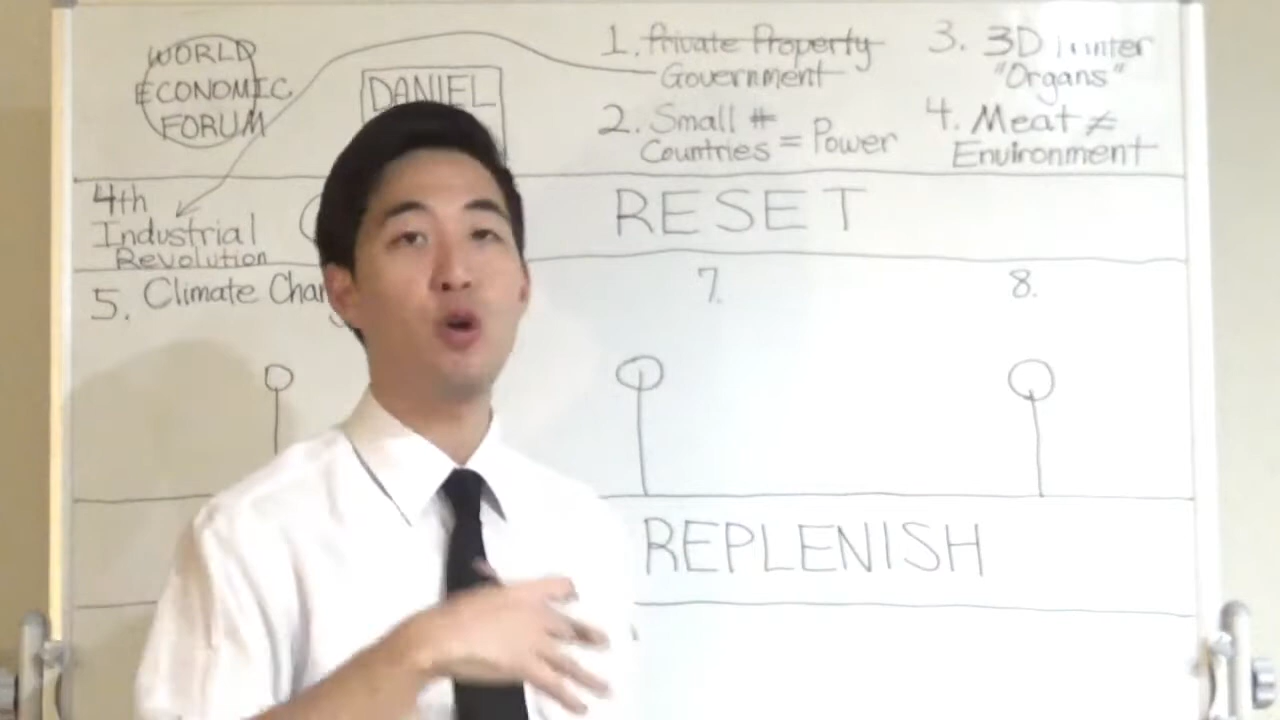 WORLD
ECONOMIC
FORUM
DANIEL
1. Private Property
Government
2. Small #
Countries = Power
3. 3D
"Organs"
4. Meat ≠
Environment
4th
Industrial
Revolution
RESET
5. Climate
7.
8.
REPLENISH